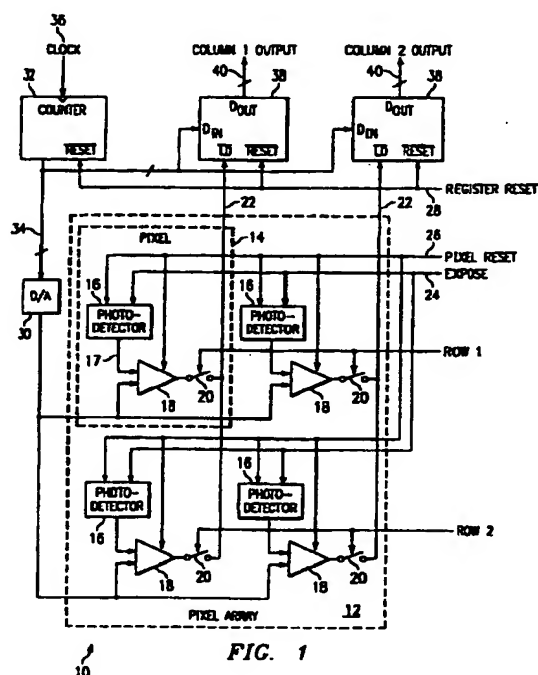 36
CLOCK
COLUMN 1 OUTPUT
COLUMN 2 OUTPUT
32
40
38
40
38
COUNTER
RESET
DOUT
DIN
LD
RESET
DOUT
DIN
LD
RESET
22
22
REGISTER RESET
28
34
PIXEL
14
26
PIXEL RESET
EXPOSE
24
D/A
30
16
PHOTO-
DETECTOR
16
PHOTO-
DETECTOR
17
ROW 1
18
20
18
20
16
PHOTO-
DETECTOR
16
PHOTO-
DETECTOR
ROW 2
18
20
18
20
PIXEL ARRAY
12
10
FIG. 1